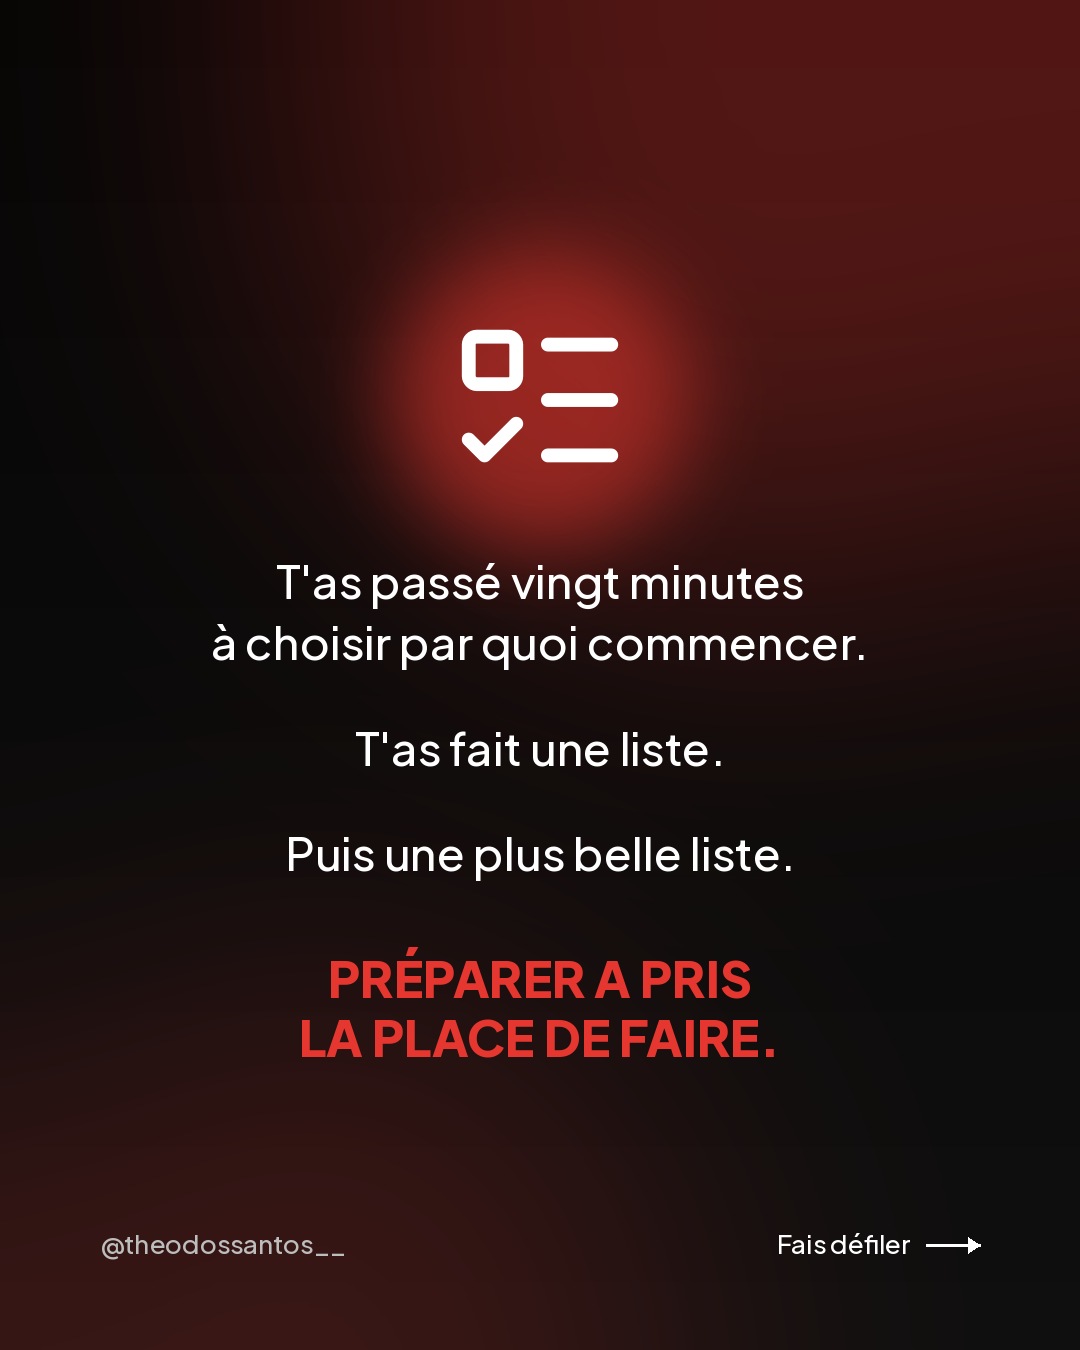 T'as passé vingt minutes
à choisir par quoi commencer.
T'as fait une liste.
Puis une plus belle liste.
PRÉPARER A PRIS
LA PLACE DE FAIRE.
@theodossantos__
Fais défiler